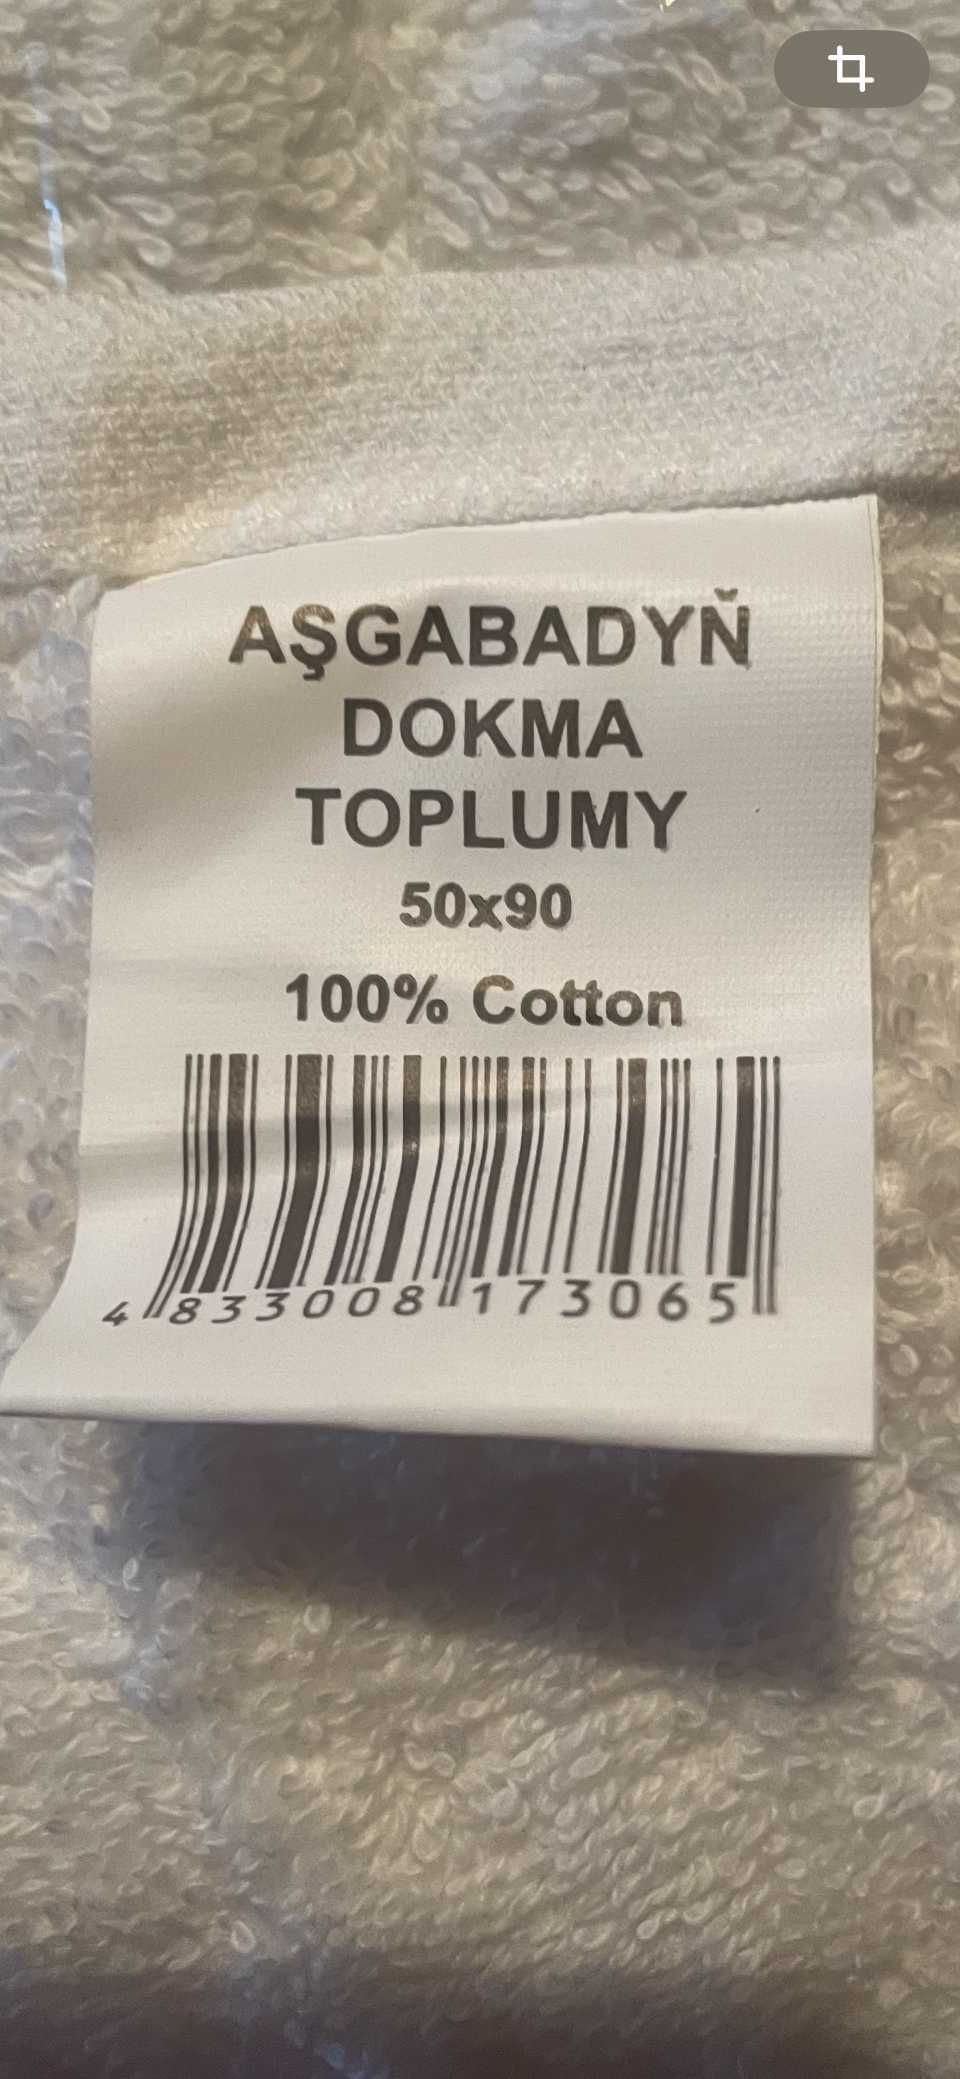 AŞGABADYŇ
DOKMA
TOPLUMY
50x90
100% Cotton
4 833008 173065